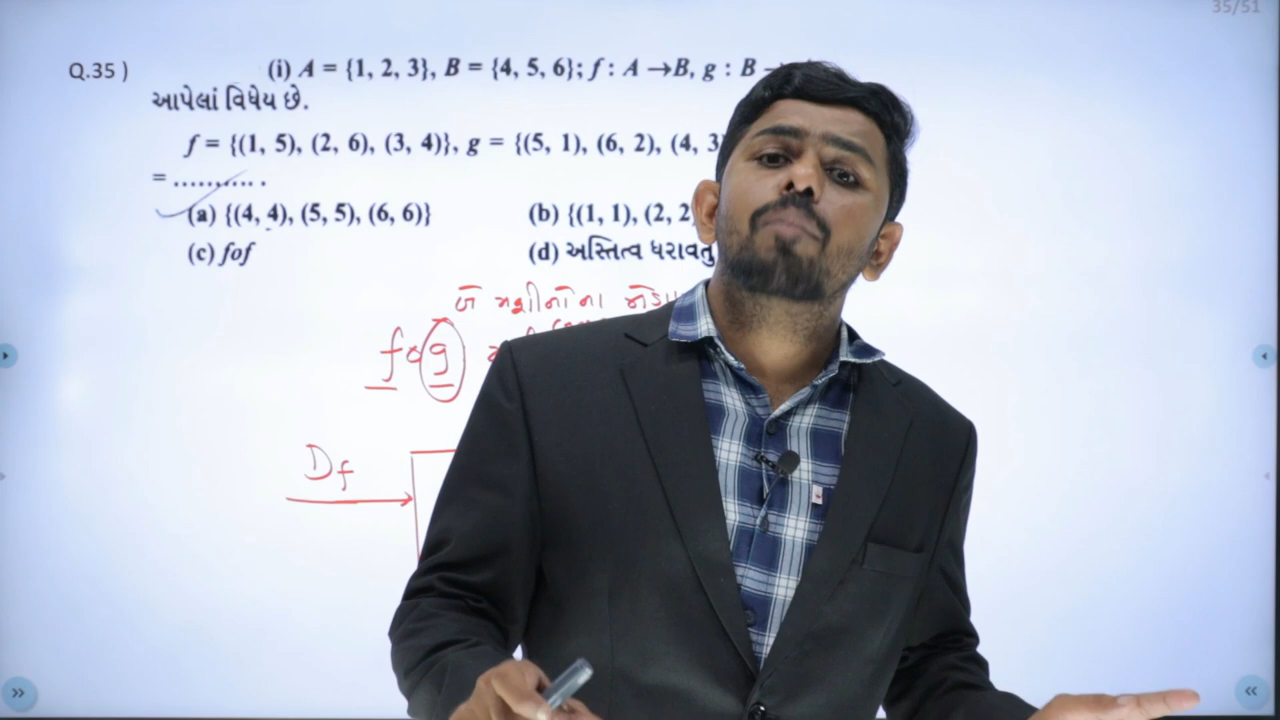 35/51
Q.35 ) (i) A = {1, 2, 3}, B = {4, 5, 6}; f : A →B, g : B
આપેલાં વિધેય છે.
f = {(1, 5), (2, 6), (3, 4)}, g = {(5, 1), (6, 2), (4, 3
= .......... .
(a) {(4, 4), (5, 5), (6, 6)} (b) {(1, 1), (2, 2
(c) fof (d) અસ્તિત્વ ધરાવતુ
fog
Df